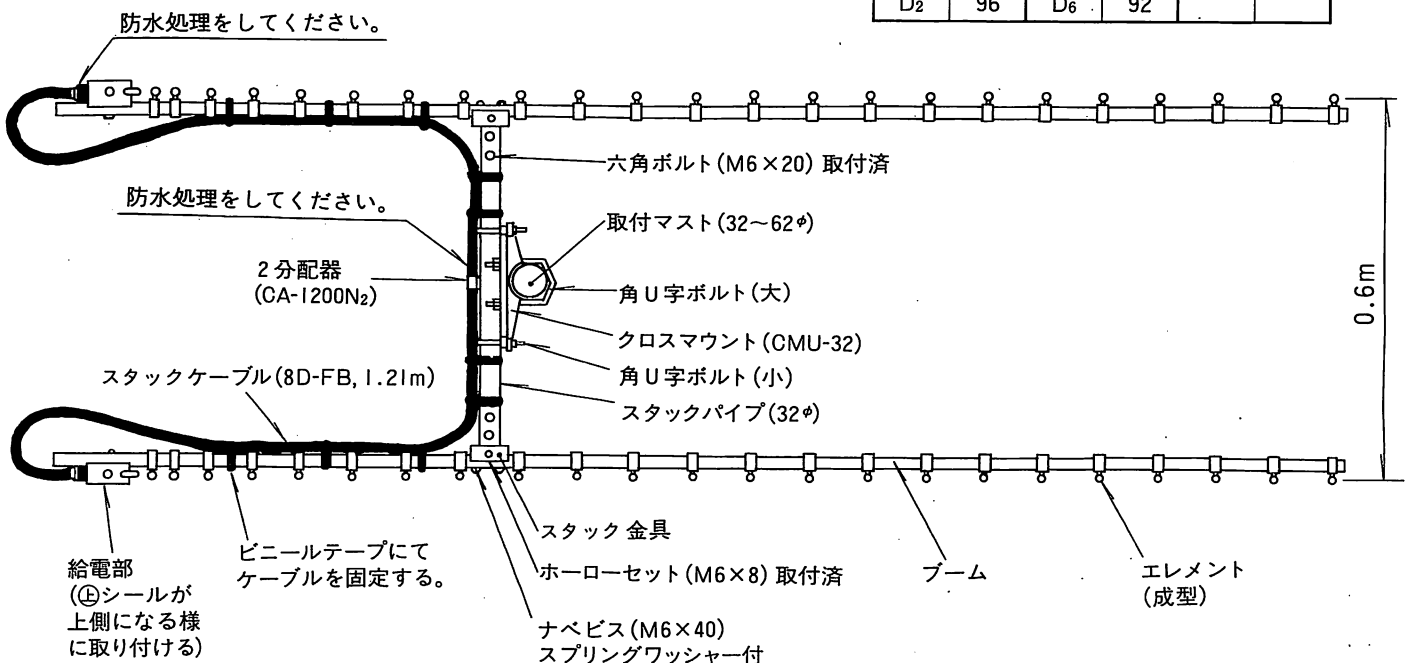 D₂ 96 D₆ 92
防水処理をしてください。
六角ボルト(M6×20)取付済
防水処理をしてください。
取付マスト(32〜62φ)
2分配器
(CA-1200N₂)
角U字ボルト(大)
0.6m
クロスマウント(CMU-32)
スタックケーブル(8D-FB,1.21m)
角U字ボルト(小)
スタックパイプ(32φ)
スタック金具
ビニールテープにて
ケーブルを固定する。
給電部
(㊤シールが
上側になる様
に取り付ける)
ホーローセット(M6×8)取付済
ブーム
エレメント
(成型)
ナベビス(M6×40)
スプリングワッシャー付